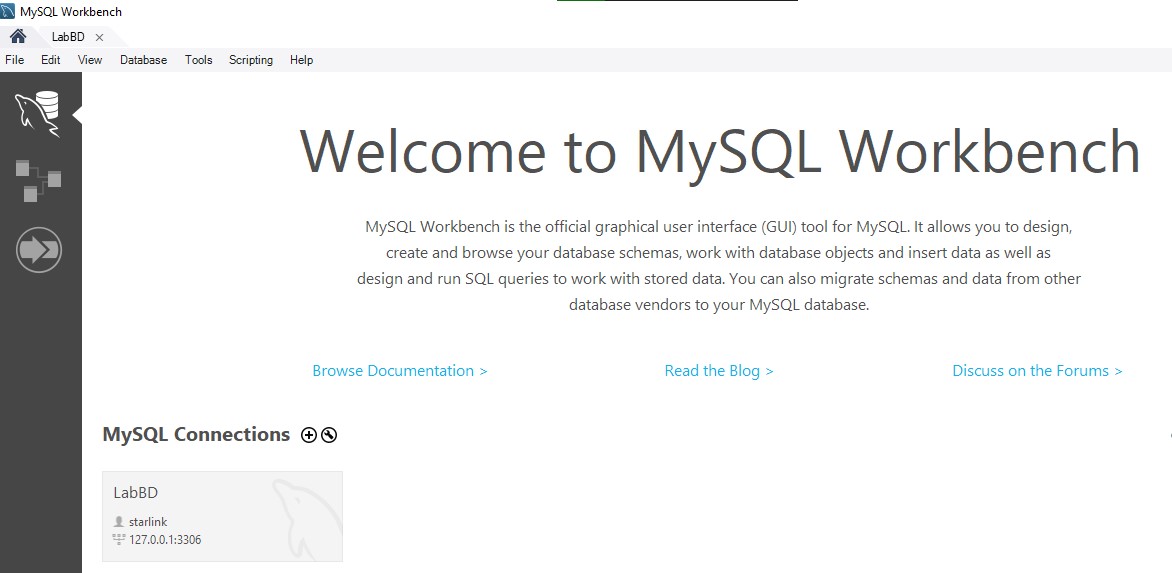 MySQL Workbench
LabBD
File Edit View Database Tools Scripting Help
Welcome to MySQL Workbench
MySQL Workbench is the official graphical user interface (GUI) tool for MySQL. It allows you to design,
create and browse your database schemas, work with database objects and insert data as well as
design and run SQL queries to work with stored data. You can also migrate schemas and data from other
database vendors to your MySQL database.
Browse Documentation > Read the Blog > Discuss on the Forums >
MySQL Connections
LabBD
starlink
127.0.0.1:3306